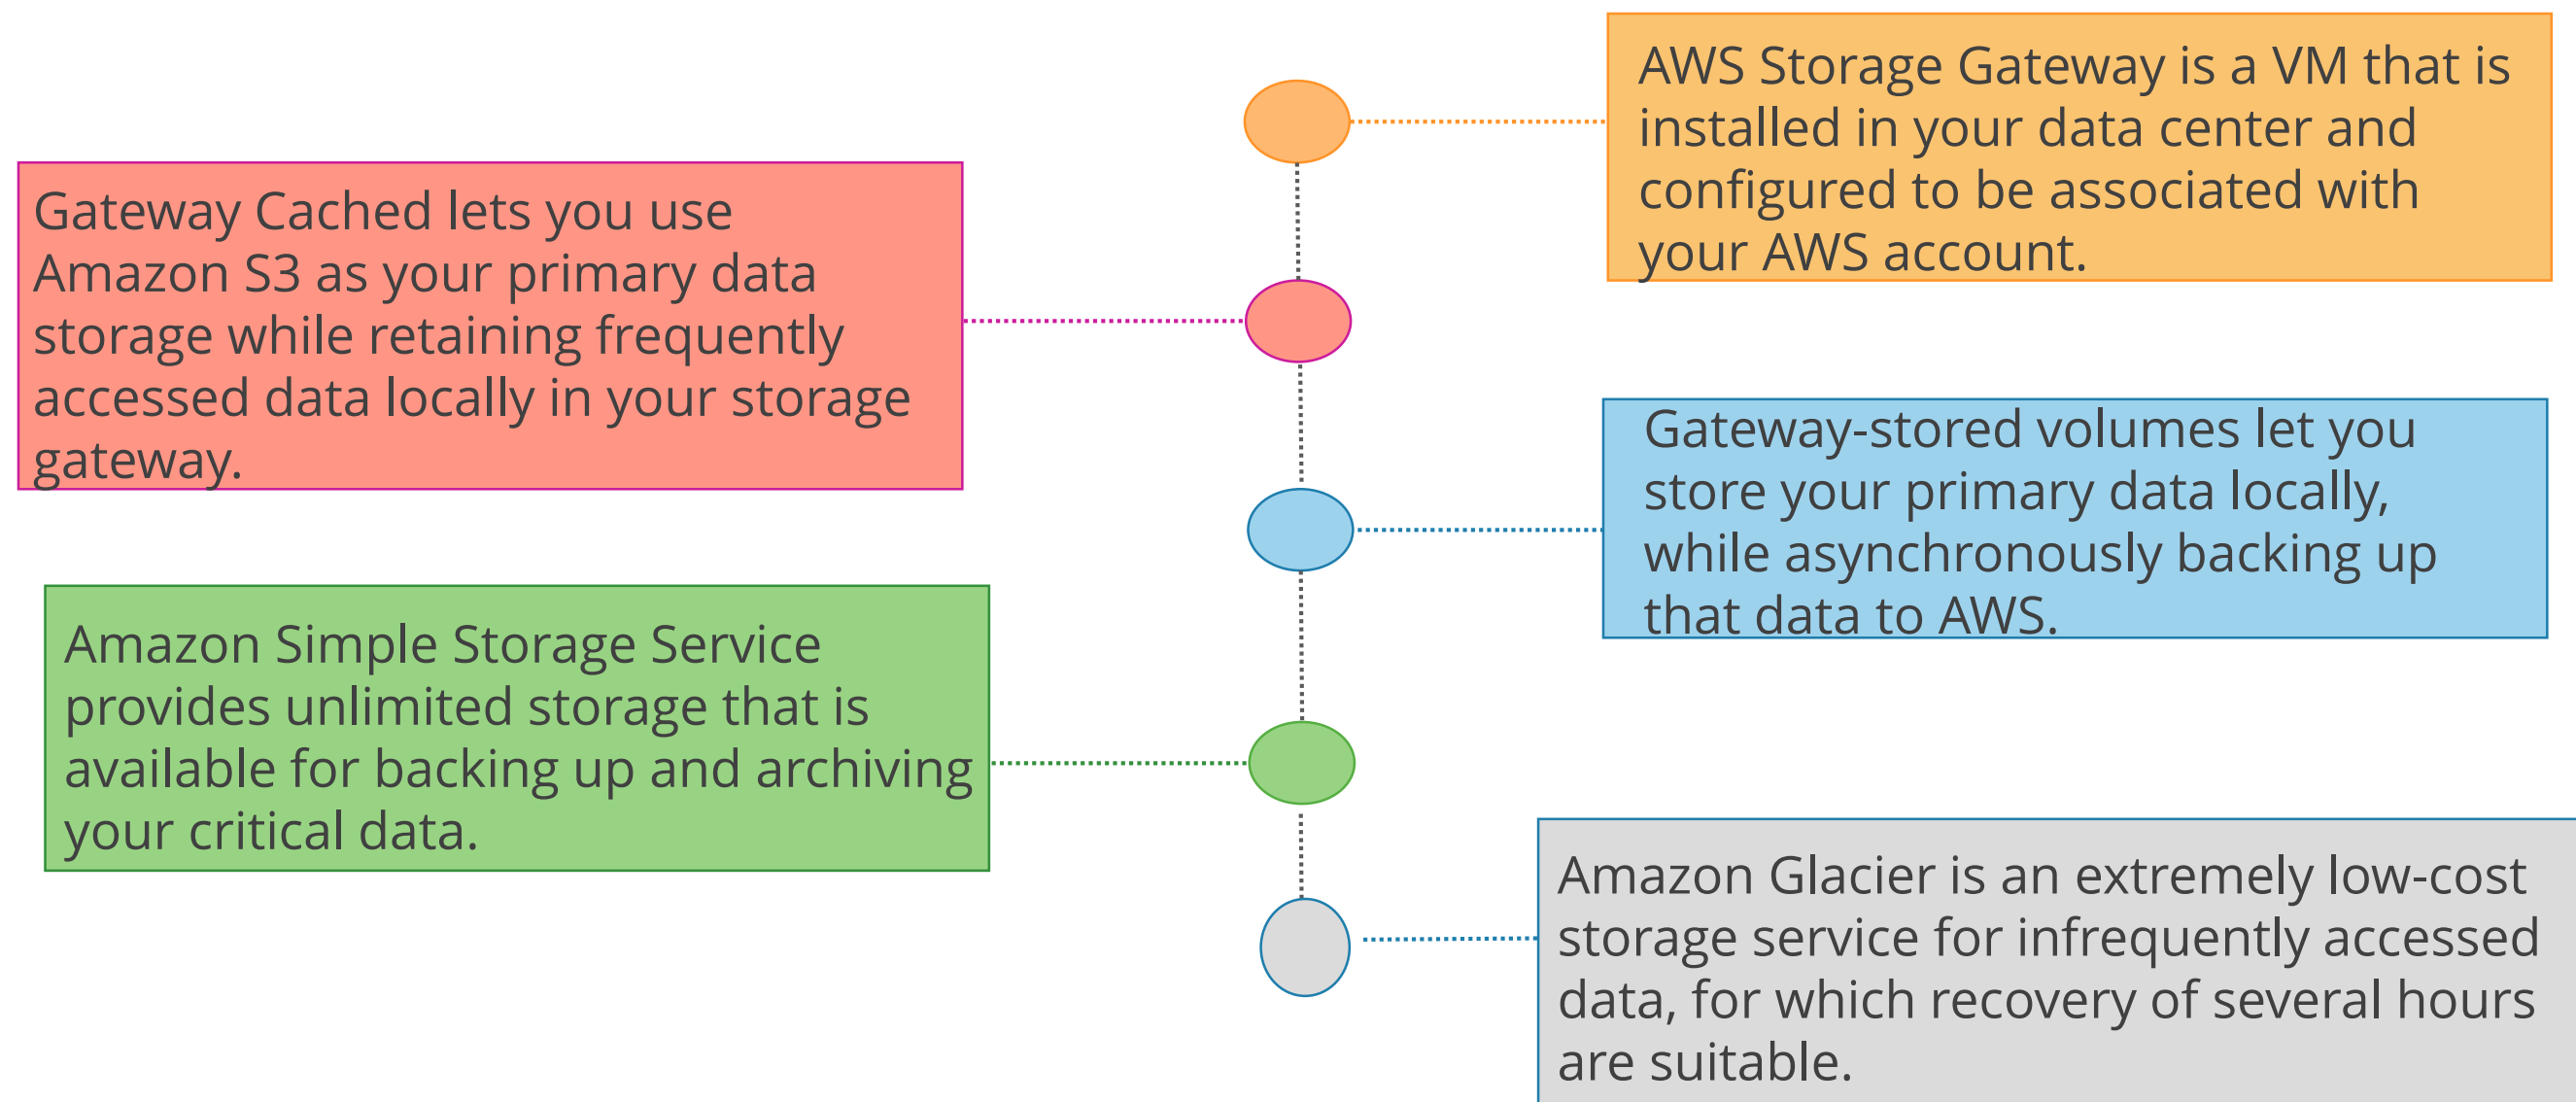 AWS Storage Gateway is a VM that is
installed in your data center and
configured to be associated with
your AWS account.
Gateway Cached lets you use
Amazon S3 as your primary data
storage while retaining frequently
accessed data locally in your storage
gateway.
Gateway-stored volumes let you
store your primary data locally,
while asynchronously backing up
that data to AWS.
Amazon Simple Storage Service
provides unlimited storage that is
available for backing up and archiving
your critical data.
Amazon Glacier is an extremely low-cost
storage service for infrequently accessed
data, for which recovery of several hours
are suitable.